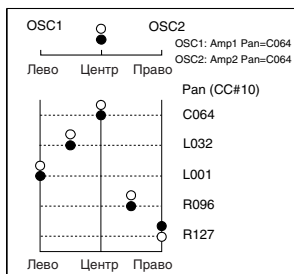 OSC1 OSC2
OSC1: Amp1 Pan=C064
OSC2: Amp2 Pan=C064
Лево Центр Право
Pan (CC#10)
C064
L032
L001
R096
R127
Лево Центр Право